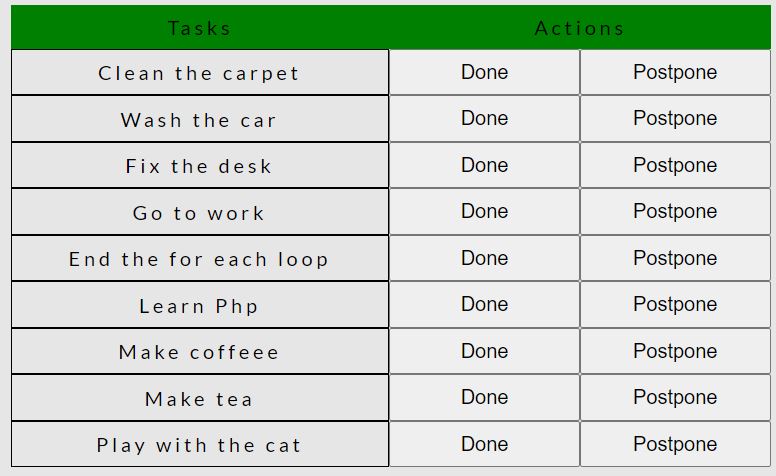 Tasks Actions
Clean the carpet Done Postpone
Wash the car Done Postpone
Fix the desk Done Postpone
Go to work Done Postpone
End the for each loop Done Postpone
Learn Php Done Postpone
Make coffeee Done Postpone
Make tea Done Postpone
Play with the cat Done Postpone